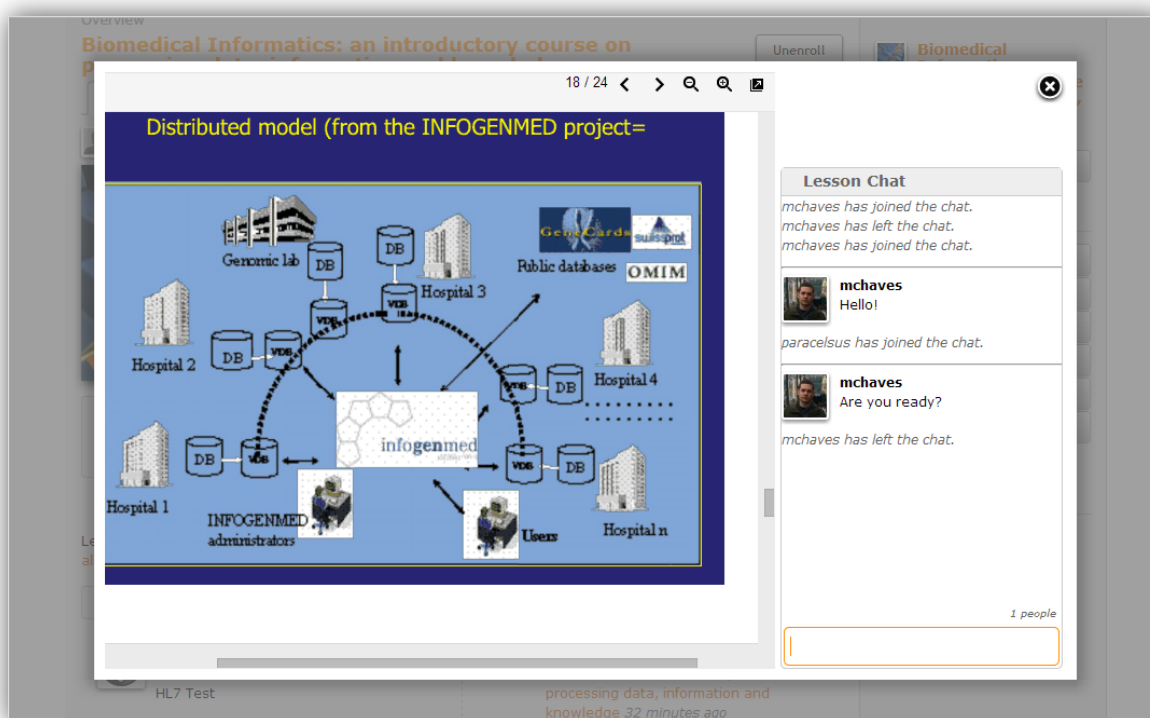 Overview
Biomedical Informatics: an introductory course on
Unenroll
Biomedical
18 / 24
Distributed model (from the INFOGENMED project=
Genomic lab
DB
DB
VDB
VDB
Hospital 3
GeneCards
swissprot
Public databases
OMIM
Hospital 2
DB
VDB
Hospital 4
VDB
DB
infogenmed
Hospital 1
DB
VDB
VDB
DB
Hospital n
INFOGENMED
administrators
Users
Lesson Chat
mchaves has joined the chat.
mchaves has left the chat.
mchaves has joined the chat.
mchaves
Hello!
paracelsus has joined the chat.
mchaves
Are you ready?
mchaves has left the chat.
1 people
HL7 Test
processing data, information and
knowledge 32 minutes ago